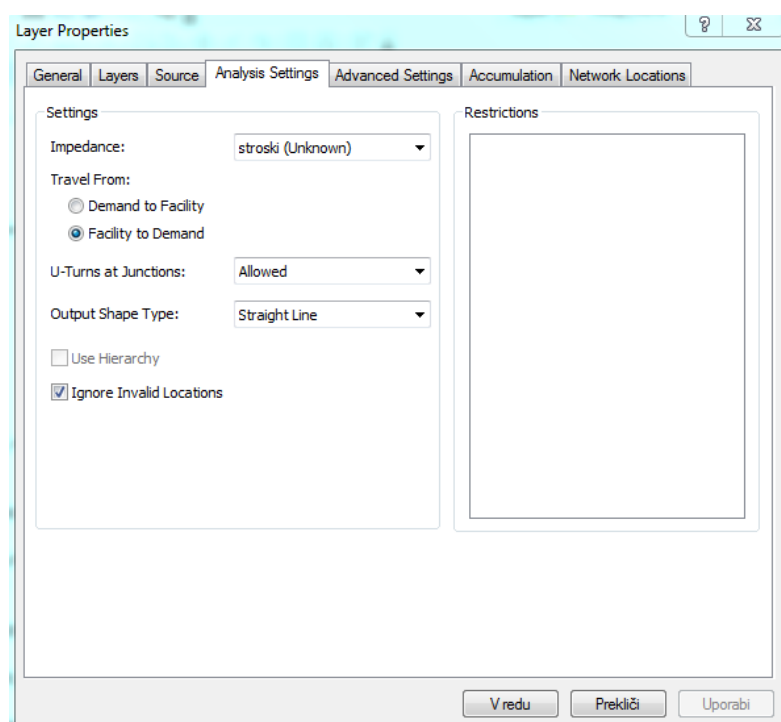 Layer Properties
General Layers Source Analysis Settings Advanced Settings Accumulation Network Locations
Settings
Impedance: stroski (Unknown)
Travel From:
Demand to Facility
Facility to Demand
U-Turns at Junctions: Allowed
Output Shape Type: Straight Line
Use Hierarchy
Ignore Invalid Locations
Restrictions
V redu Prekliči Uporabi